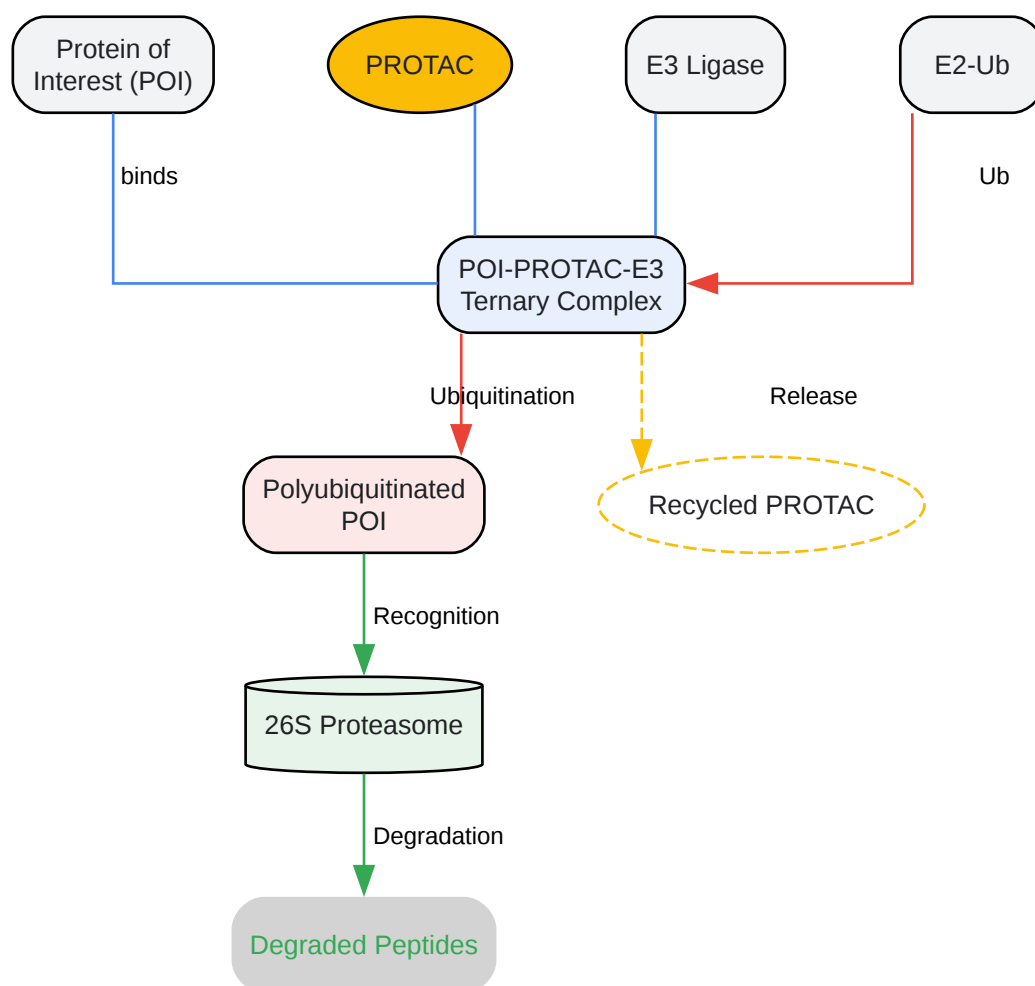 Protein of
Interest (POI)
PROTAC
E3 Ligase
E2-Ub
binds
Ub
POI-PROTAC-E3
Ternary Complex
Ubiquitination
Release
Polyubiquitinated
POI
Recycled PROTAC
Recognition
26S Proteasome
Degradation
Degraded Peptides